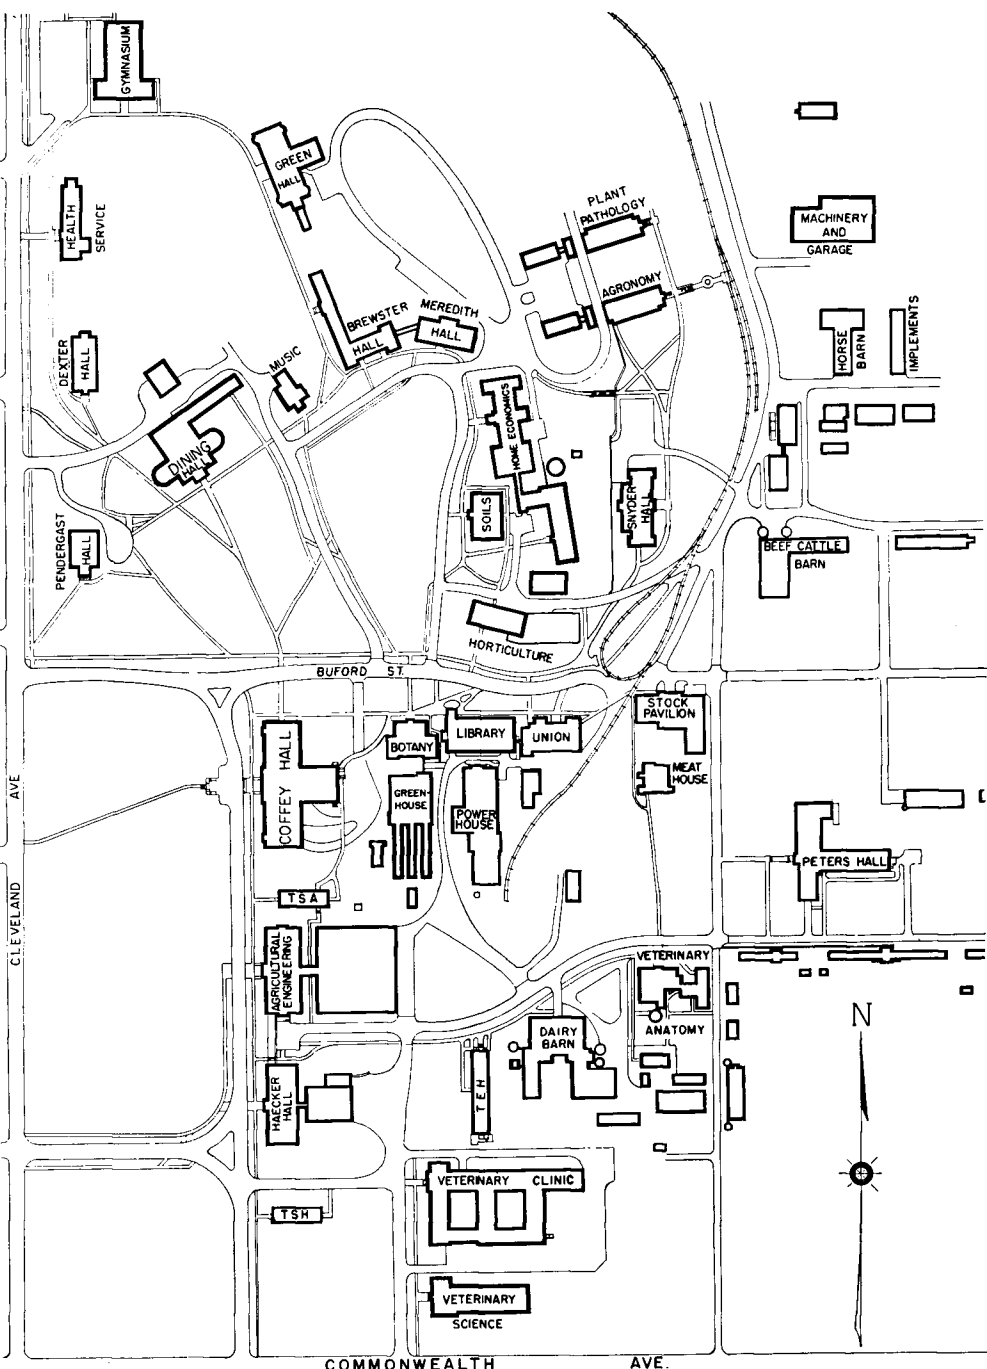 GYMNASIUM
GREEN
HALL
PLANT
PATHOLOGY
HEALTH
SERVICE
MACHINERY
AND
GARAGE
AGRONOMY
BREWSTER
HALL
MEREDITH
HALL
HORSE
BARN
IMPLEMENTS
DEXTER
HALL
MUSIC
HOME ECONOMICS
DINING
HALL
SOILS
SNYDER
HALL
PENDERGAST
HALL
BEEF CATTLE
BARN
HORTICULTURE
BUFORD ST.
STOCK
PAVILION
COFFEY HALL
BOTANY
LIBRARY
UNION
MEAT
HOUSE
GREEN-
HOUSE
POWER
HOUSE
CLEVELAND AVE
PETERS HALL
TSA
AGRICULTURAL
ENGINEERING
VETERINARY
ANATOMY
N
DAIRY
BARN
TEH
HAECKER
HALL
VETERINARY CLINIC
TSH
VETERINARY
SCIENCE
COMMONWEALTH AVE.